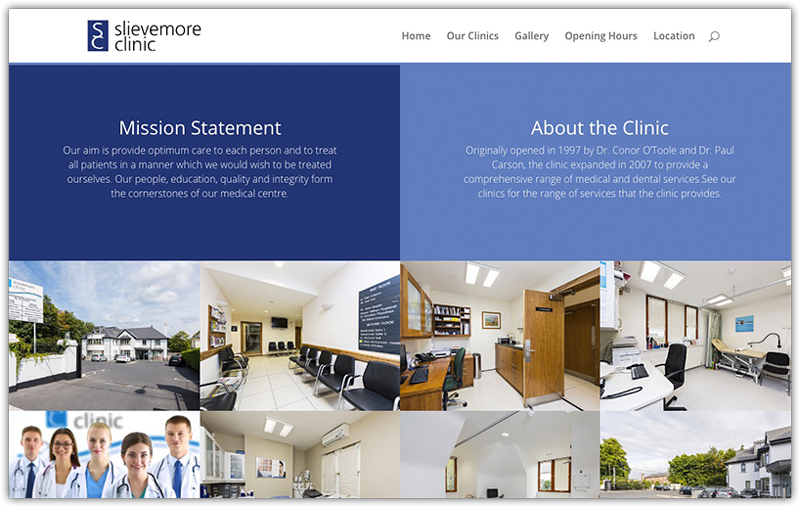 slievemore
clinic
Home Our Clinics Gallery Opening Hours Location
Mission Statement
Our aim is provide optimum care to each person and to treat
all patients in a manner which we would wish to be treated
ourselves. Our people, education, quality and integrity form
the cornerstones of our medical centre.
About the Clinic
Originally opened in 1997 by Dr. Conor O'Toole and Dr. Paul
Carson, the clinic expanded in 2007 to provide a
comprehensive range of medical and dental services.See our
clinics for the range of services that the clinic provides.
clinic